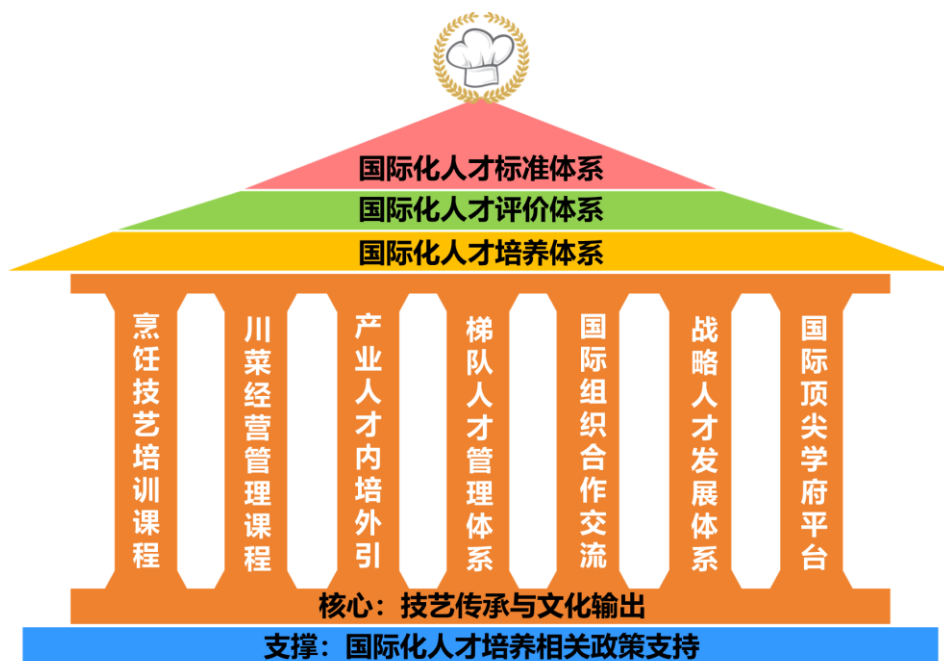 国际化人才标准体系
国际化人才评价体系
国际化人才培养体系
烹饪技艺培训课程
川菜经营管理课程
产业人才内培外引
梯队人才管理体系
国际组织合作交流
战略人才发展体系
国际顶尖学府平台
核心：技艺传承与文化输出
支撑：国际化人才培养相关政策支持